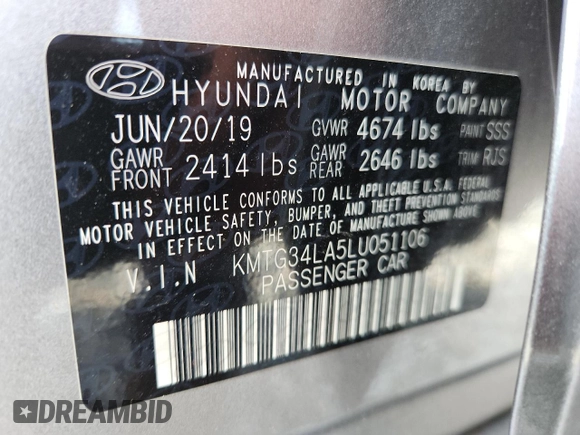 MANUFACTURED IN KOREA BY
HYUNDAI MOTOR COMPANY
JUN/20/19 GVWR 4674 lbs PAINT SSS
GAWR FRONT 2414 lbs GAWR REAR 2646 lbs TRIM RJS
THIS VEHICLE CONFORMS TO ALL APPLICABLE U.S.A. FEDERAL
MOTOR VEHICLE SAFETY, BUMPER, AND THEFT PREVENTION STANDARDS
IN EFFECT ON THE DATE OF MANUFACTURE SHOWN ABOVE.
V.I.N KMTG34LA5LU051106
PASSENGER CAR
DREAMBID